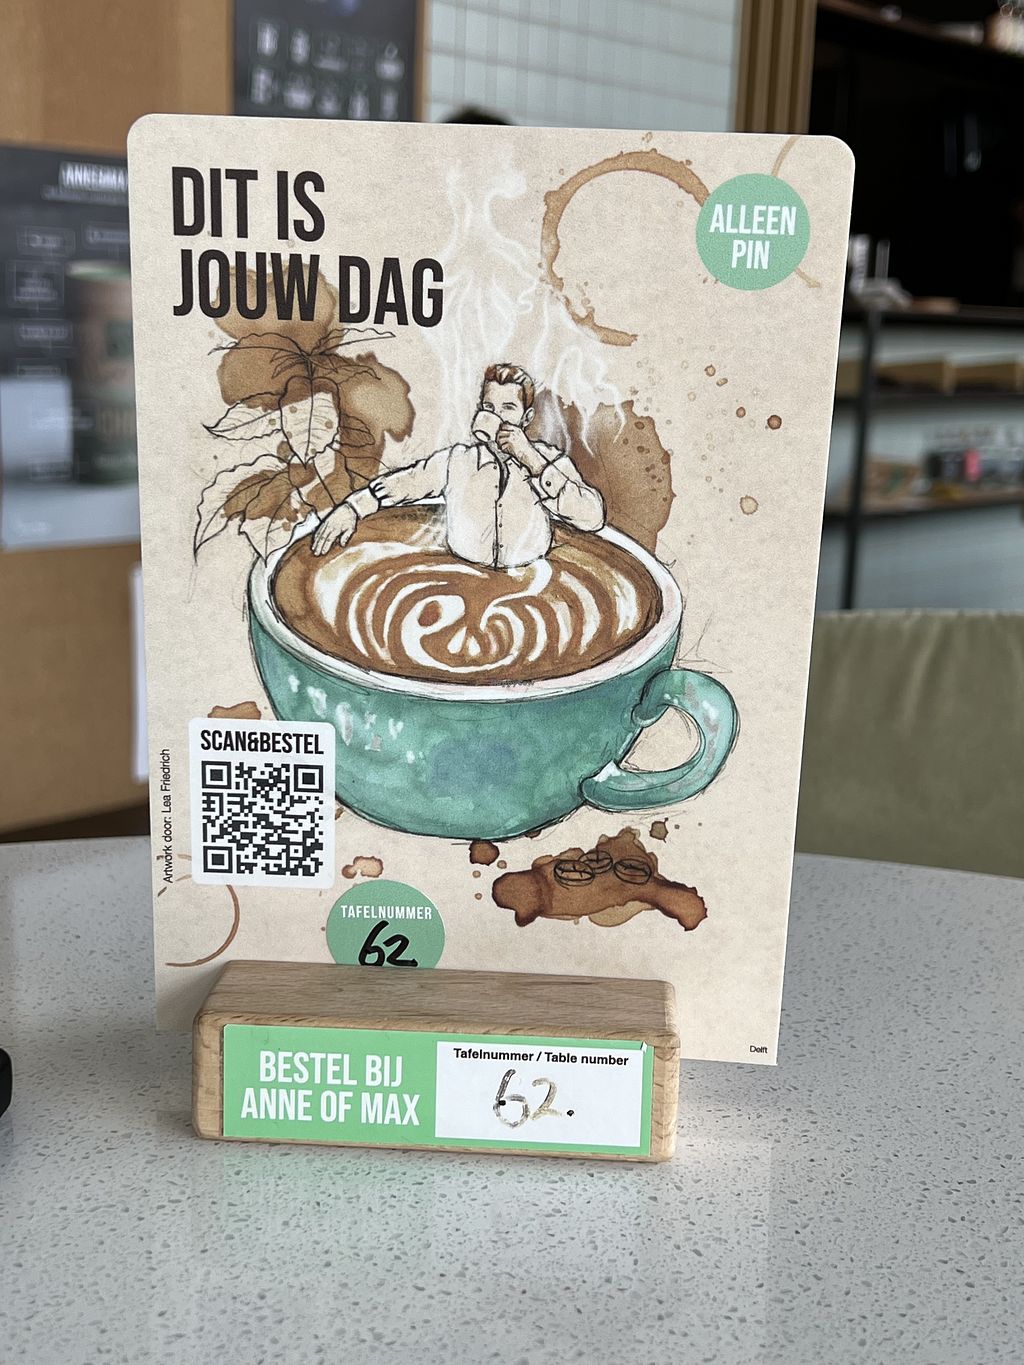 DIT IS
JOUW DAG
ALLEEN
PIN
SCAN&BESTEL
Artwork door: Lea Friedrich
TAFELNUMMER
62
Delft
BESTEL BIJ
ANNE OF MAX
Tafelnummer / Table number
62.